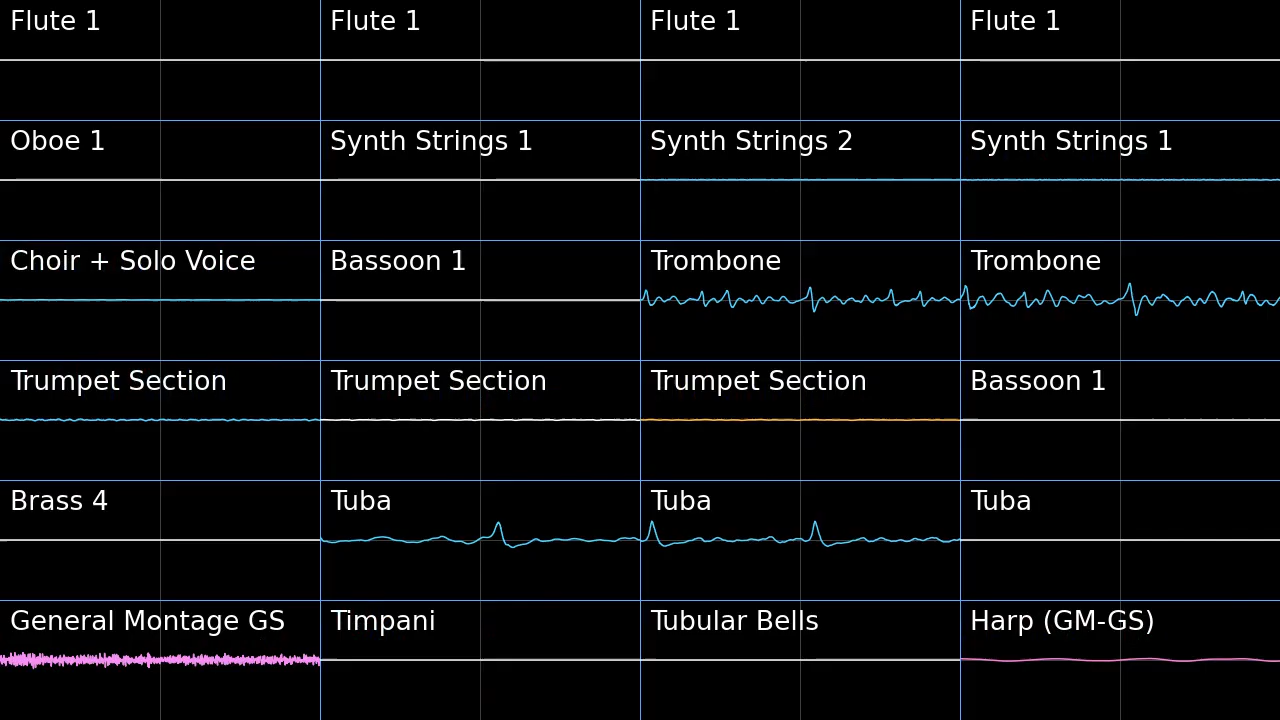 Flute 1 Flute 1 Flute 1 Flute 1
Oboe 1 Synth Strings 1 Synth Strings 2 Synth Strings 1
Choir + Solo Voice Bassoon 1 Trombone Trombone
Trumpet Section Trumpet Section Trumpet Section Bassoon 1
Brass 4 Tuba Tuba Tuba
General Montage GS Timpani Tubular Bells Harp (GM-GS)